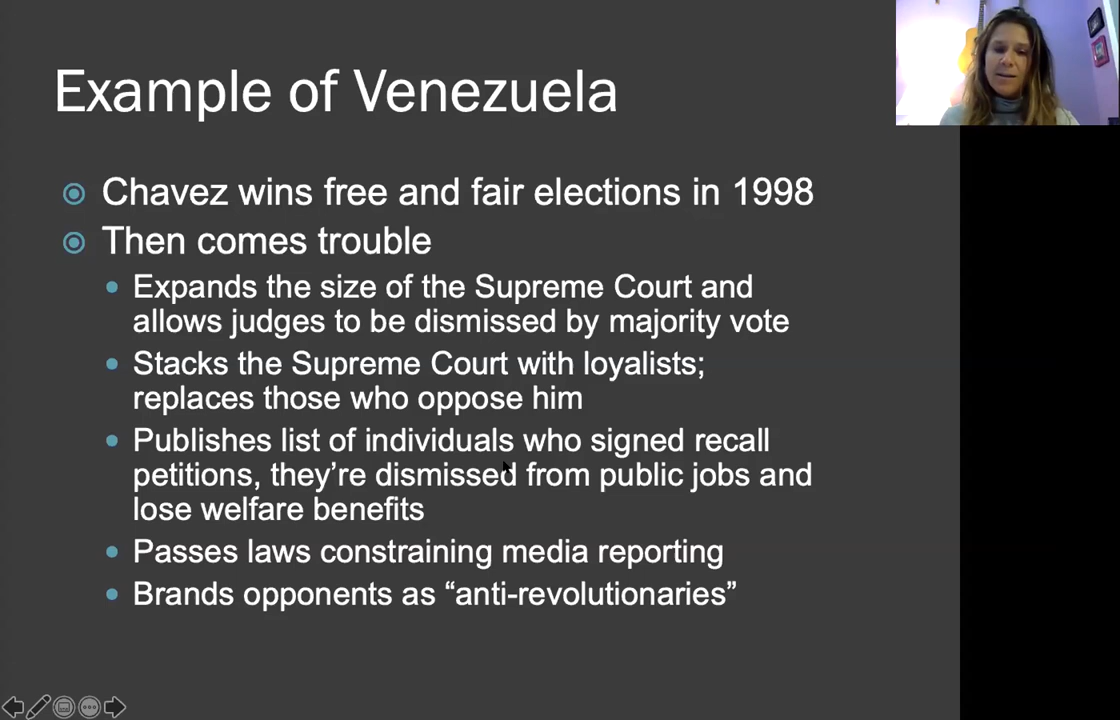 Example of Venezuela
Chavez wins free and fair elections in 1998
Then comes trouble
Expands the size of the Supreme Court and
allows judges to be dismissed by majority vote
Stacks the Supreme Court with loyalists;
replaces those who oppose him
Publishes list of individuals who signed recall
petitions, they’re dismissed from public jobs and
lose welfare benefits
Passes laws constraining media reporting
Brands opponents as “anti-revolutionaries”